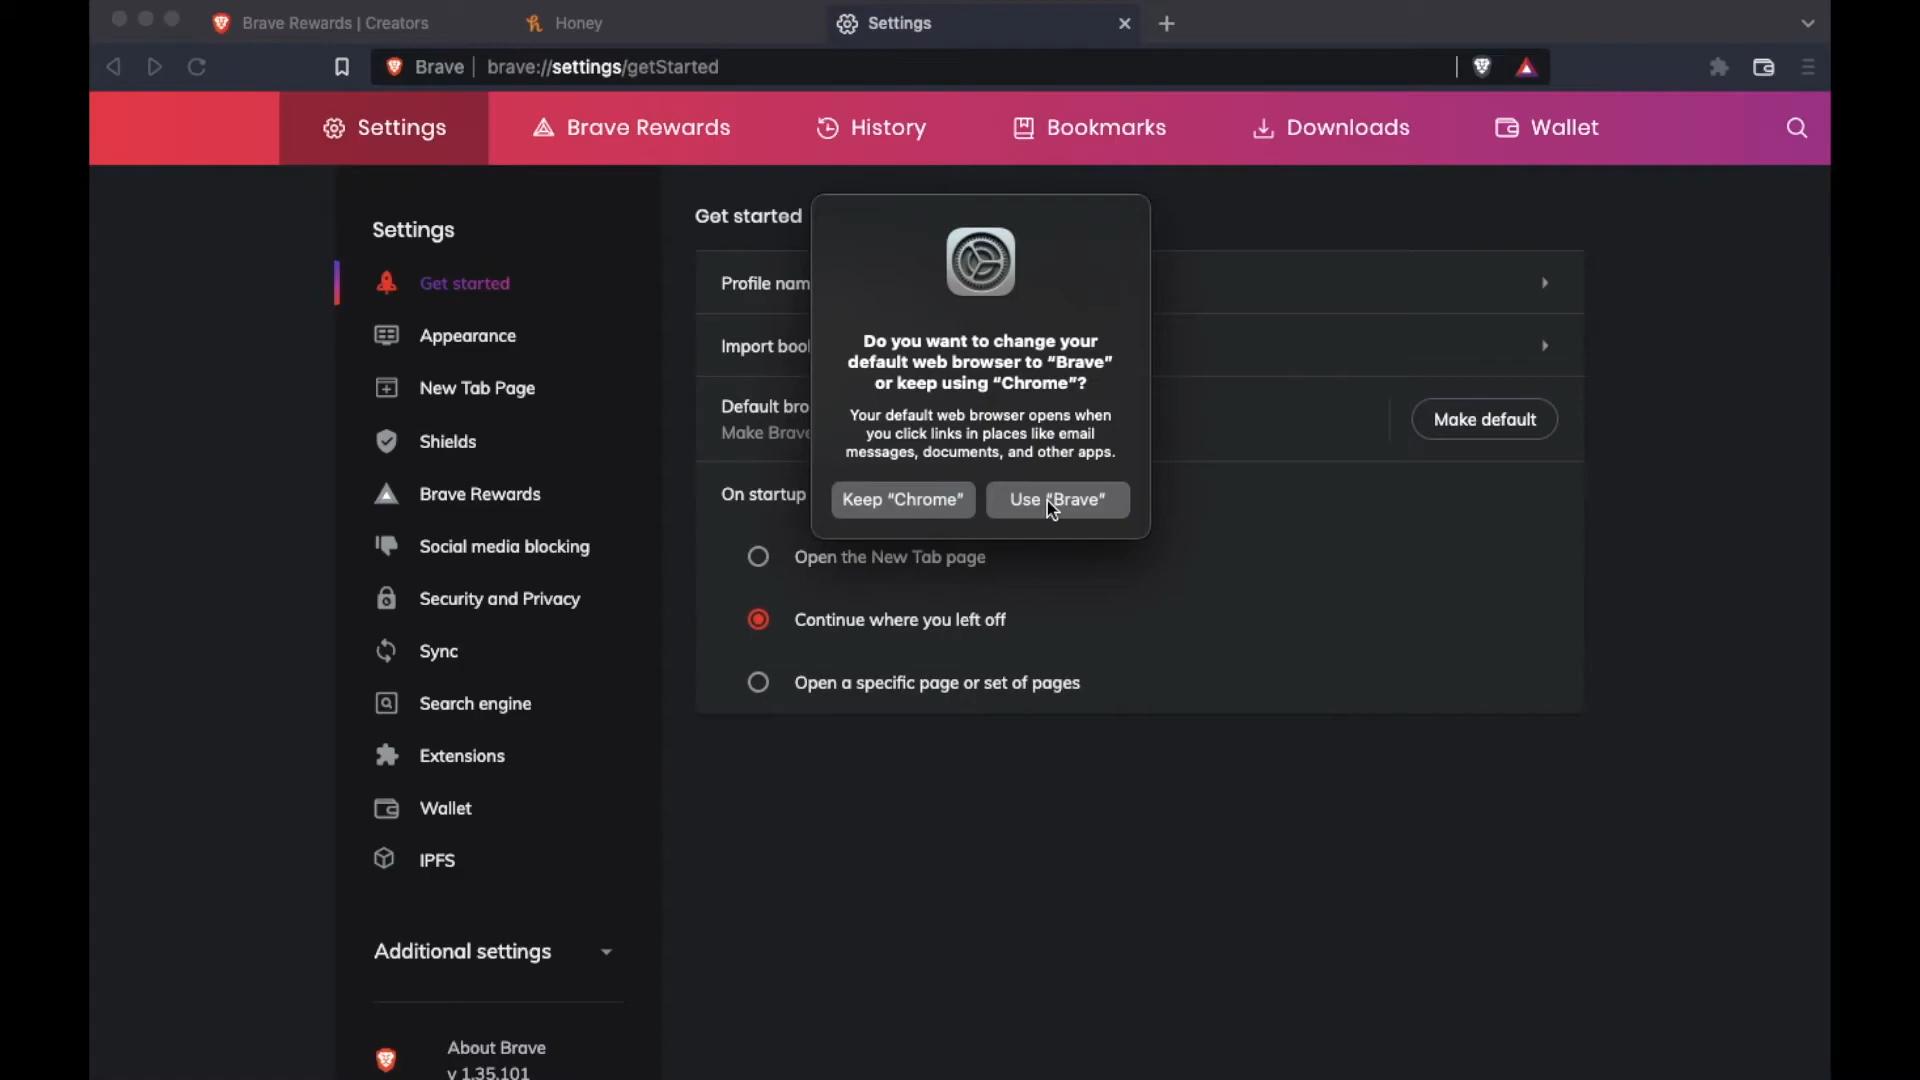 Brave Rewards | Creators
Honey
Settings
Brave | brave://settings/getStarted
Settings
Brave Rewards
History
Bookmarks
Downloads
Wallet
Settings
Get started
Appearance
New Tab Page
Shields
Brave Rewards
Social media blocking
Security and Privacy
Sync
Search engine
Extensions
Wallet
IPFS
Additional settings
About Brave
v 1.35.101
Get started
Profile nam
Import boo
Default bro
Make Brave
Make default
On startup
Open the New Tab page
Continue where you left off
Open a specific page or set of pages
Do you want to change your
default web browser to “Brave”
or keep using “Chrome”?
Your default web browser opens when
you click links in places like email
messages, documents, and other apps.
Keep “Chrome”
Use “Brave”